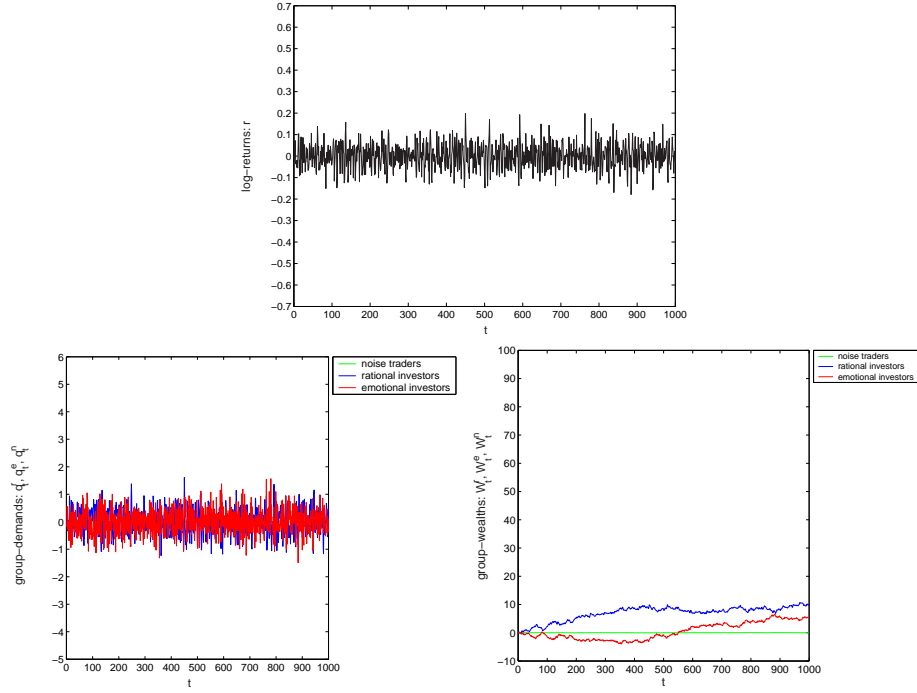 0.7
0.6
0.5
0.4
0.3
0.2
0.1
0
−0.1
−0.2
−0.3
−0.4
−0.5
−0.6
−0.7
log−returns: r
0 100 200 300 400 500 600 700 800 900 1000
t
6
5
4
3
2
1
0
−1
−2
−3
−4
−5
group−demands: q_t^r, q_t^e, q_t^n
0 100 200 300 400 500 600 700 800 900 1000
t
noise traders
rational investors
emotional investors
100
90
80
70
60
50
40
30
20
10
0
−10
group−wealths: W_t^r, W_t^e, W_t^n
0 100 200 300 400 500 600 700 800 900 1000
t
noise traders
rational investors
emotional investors